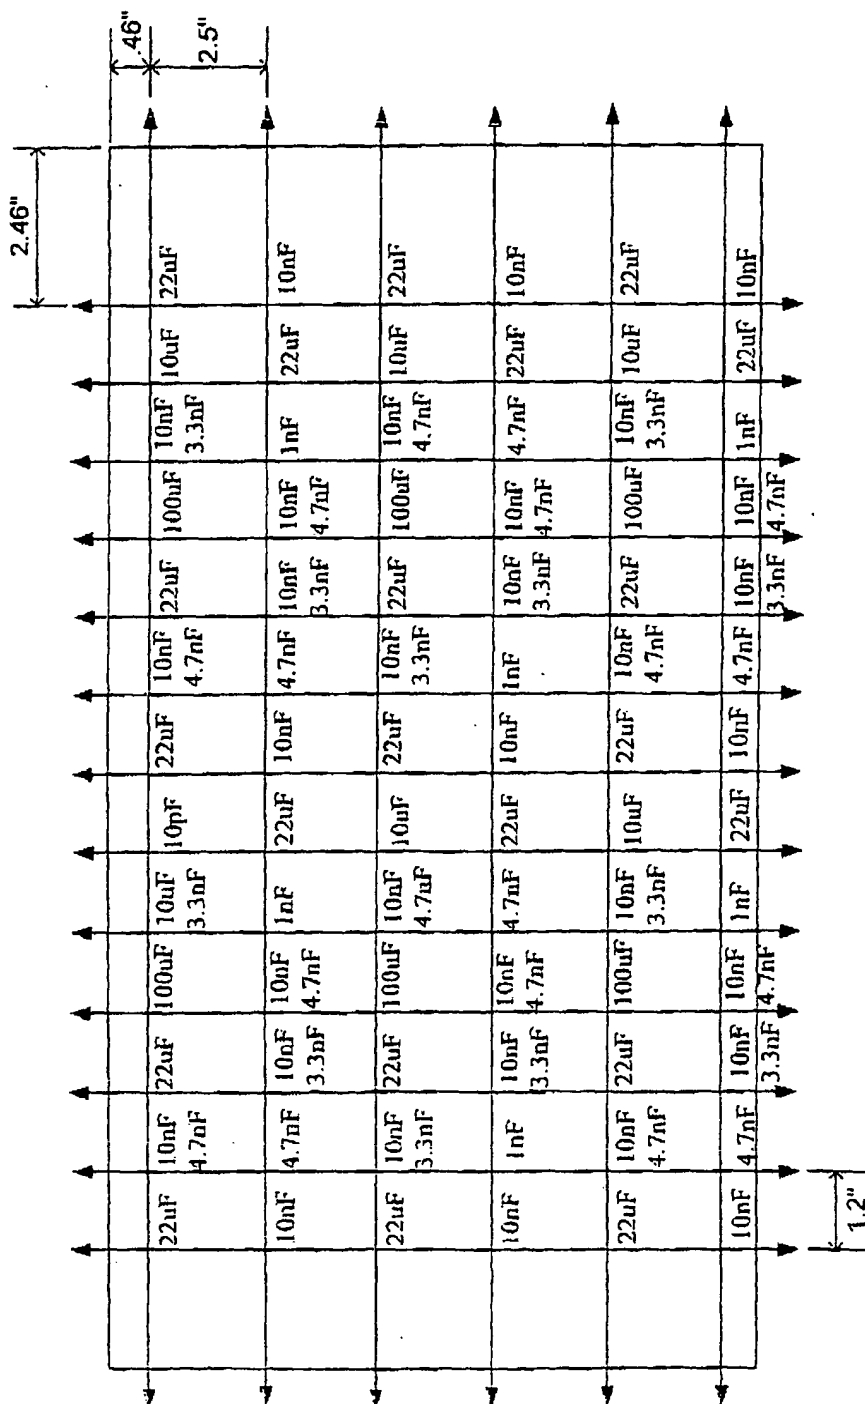 2.46"
.46"
22uF 10nF 22uF 100uF 10uF 10pF 22uF 10nF 22uF 100uF 10nF 10uF 22uF
4.7nF 3.3nF 4.7nF 3.3nF
2.5"
10nF 4.7nF 10nF 10nF 1nF 22uF 10nF 4.7nF 10nF 10nF 1nF 22uF 10nF
3.3nF 4.7nF 3.3nF 4.7uF
22uF 10nF 22uF 100uF 10nF 10uF 22uF 10nF 22uF 100uF 10nF 10uF 22uF
3.3nF 4.7uF 3.3nF 4.7nF
10nF 1nF 10nF 10nF 4.7nF 22uF 10nF 1nF 10nF 10nF 4.7nF 22uF 10nF
3.3nF 4.7nF 3.3nF 4.7nF
22uF 10nF 22uF 100uF 10nF 10uF 22uF 10nF 22uF 100uF 10nF 10uF 22uF
4.7nF 3.3nF 4.7nF 3.3nF
10nF 4.7nF 10nF 10nF 1nF 22uF 10nF 4.7nF 10nF 10nF 1nF 22uF 10nF
3.3nF 4.7nF 3.3nF 4.7nF
1.2"